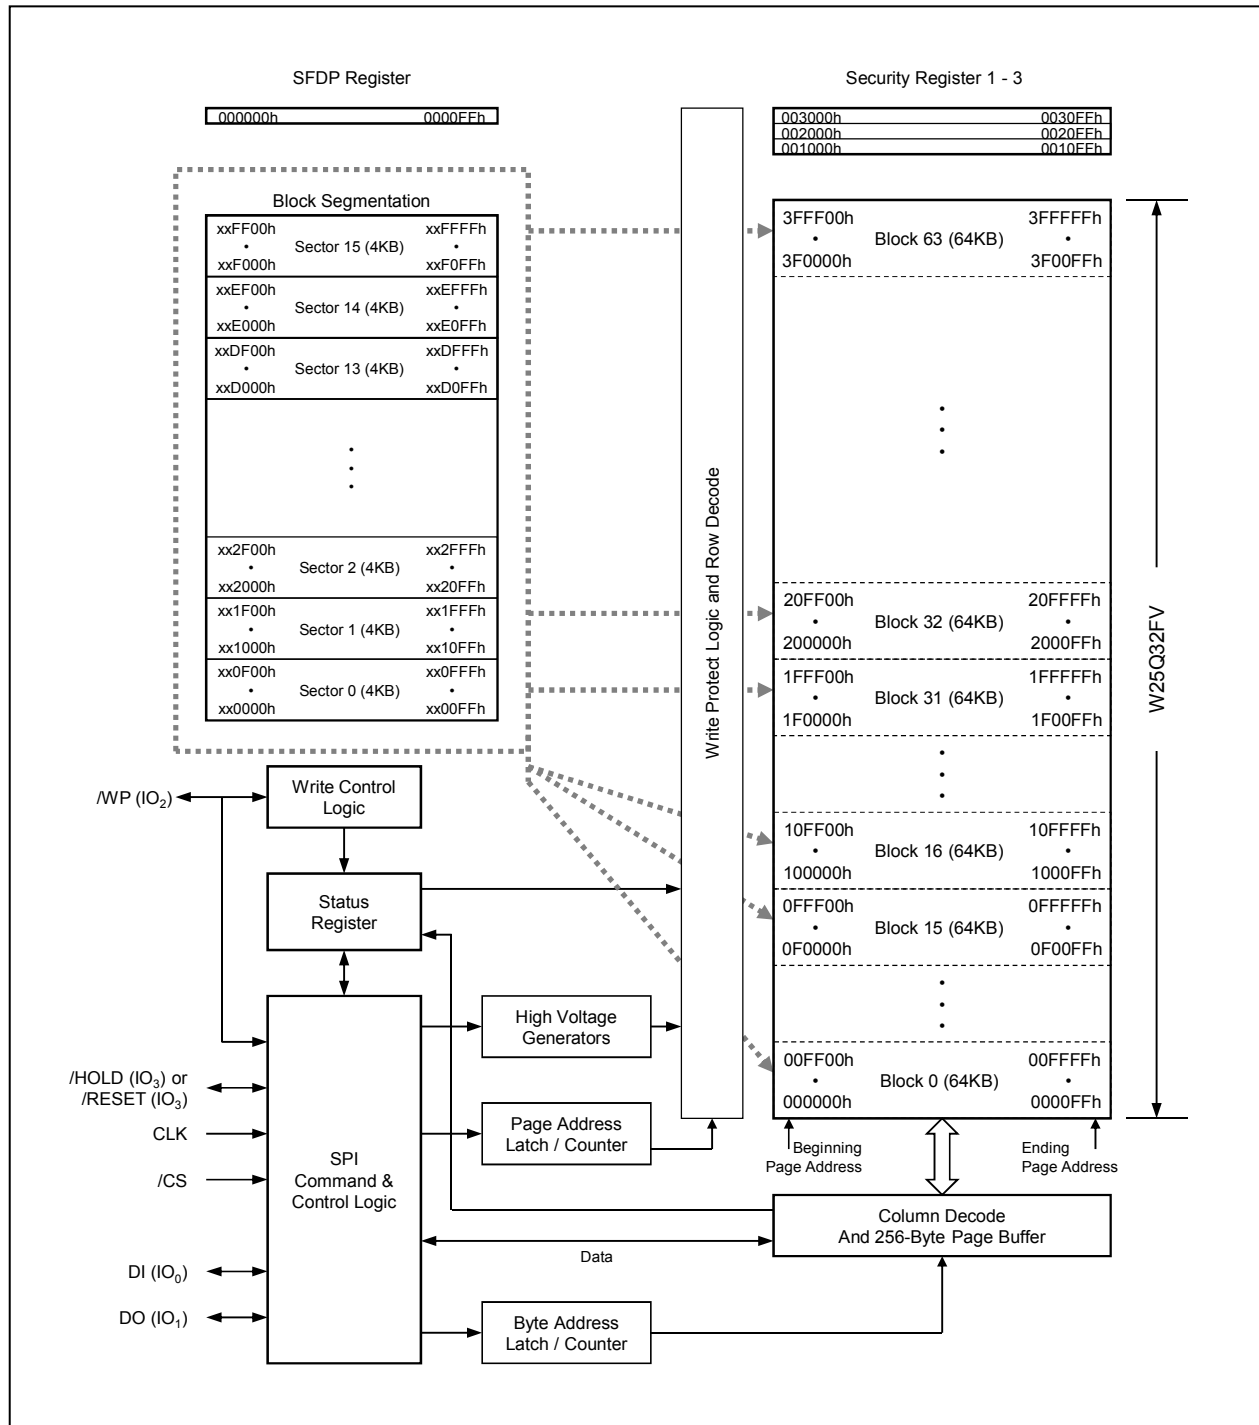 SFDP Register
000000h 0000FFh
Security Register 1 - 3
003000h 0030FFh
002000h 0020FFh
001000h 0010FFh
Block Segmentation
xxFF00h xxFFFFh
• Sector 15 (4KB) •
xxF000h xxF0FFh
xxEF00h xxEFFFh
• Sector 14 (4KB) •
xxE000h xxE0FFh
xxDF00h xxDFFFh
• Sector 13 (4KB) •
xxD000h xxD0FFh
xx2F00h xx2FFFh
• Sector 2 (4KB) •
xx2000h xx20FFh
xx1F00h xx1FFFh
• Sector 1 (4KB) •
xx1000h xx10FFh
xx0F00h xx0FFFh
• Sector 0 (4KB) •
xx0000h xx00FFh
Write Protect Logic and Row Decode
3FFF00h 3FFFFFh
• Block 63 (64KB) •
3F0000h 3F00FFh
20FF00h 20FFFFh
• Block 32 (64KB) •
200000h 2000FFh
1FFF00h 1FFFFFh
• Block 31 (64KB) •
1F0000h 1F00FFh
10FF00h 10FFFFh
• Block 16 (64KB) •
100000h 1000FFh
0FFF00h 0FFFFFh
• Block 15 (64KB) •
0F0000h 0F00FFh
00FF00h 00FFFFh
• Block 0 (64KB) •
000000h 0000FFh
W25Q32FV
Beginning
Page Address
Ending
Page Address
/WP (IO₂)
Write Control
Logic
Status
Register
High Voltage
Generators
/HOLD (IO₃) or
/RESET (IO₃)
CLK
/CS
DI (IO₀)
DO (IO₁)
SPI
Command &
Control Logic
Page Address
Latch / Counter
Column Decode
And 256-Byte Page Buffer
Data
Byte Address
Latch / Counter